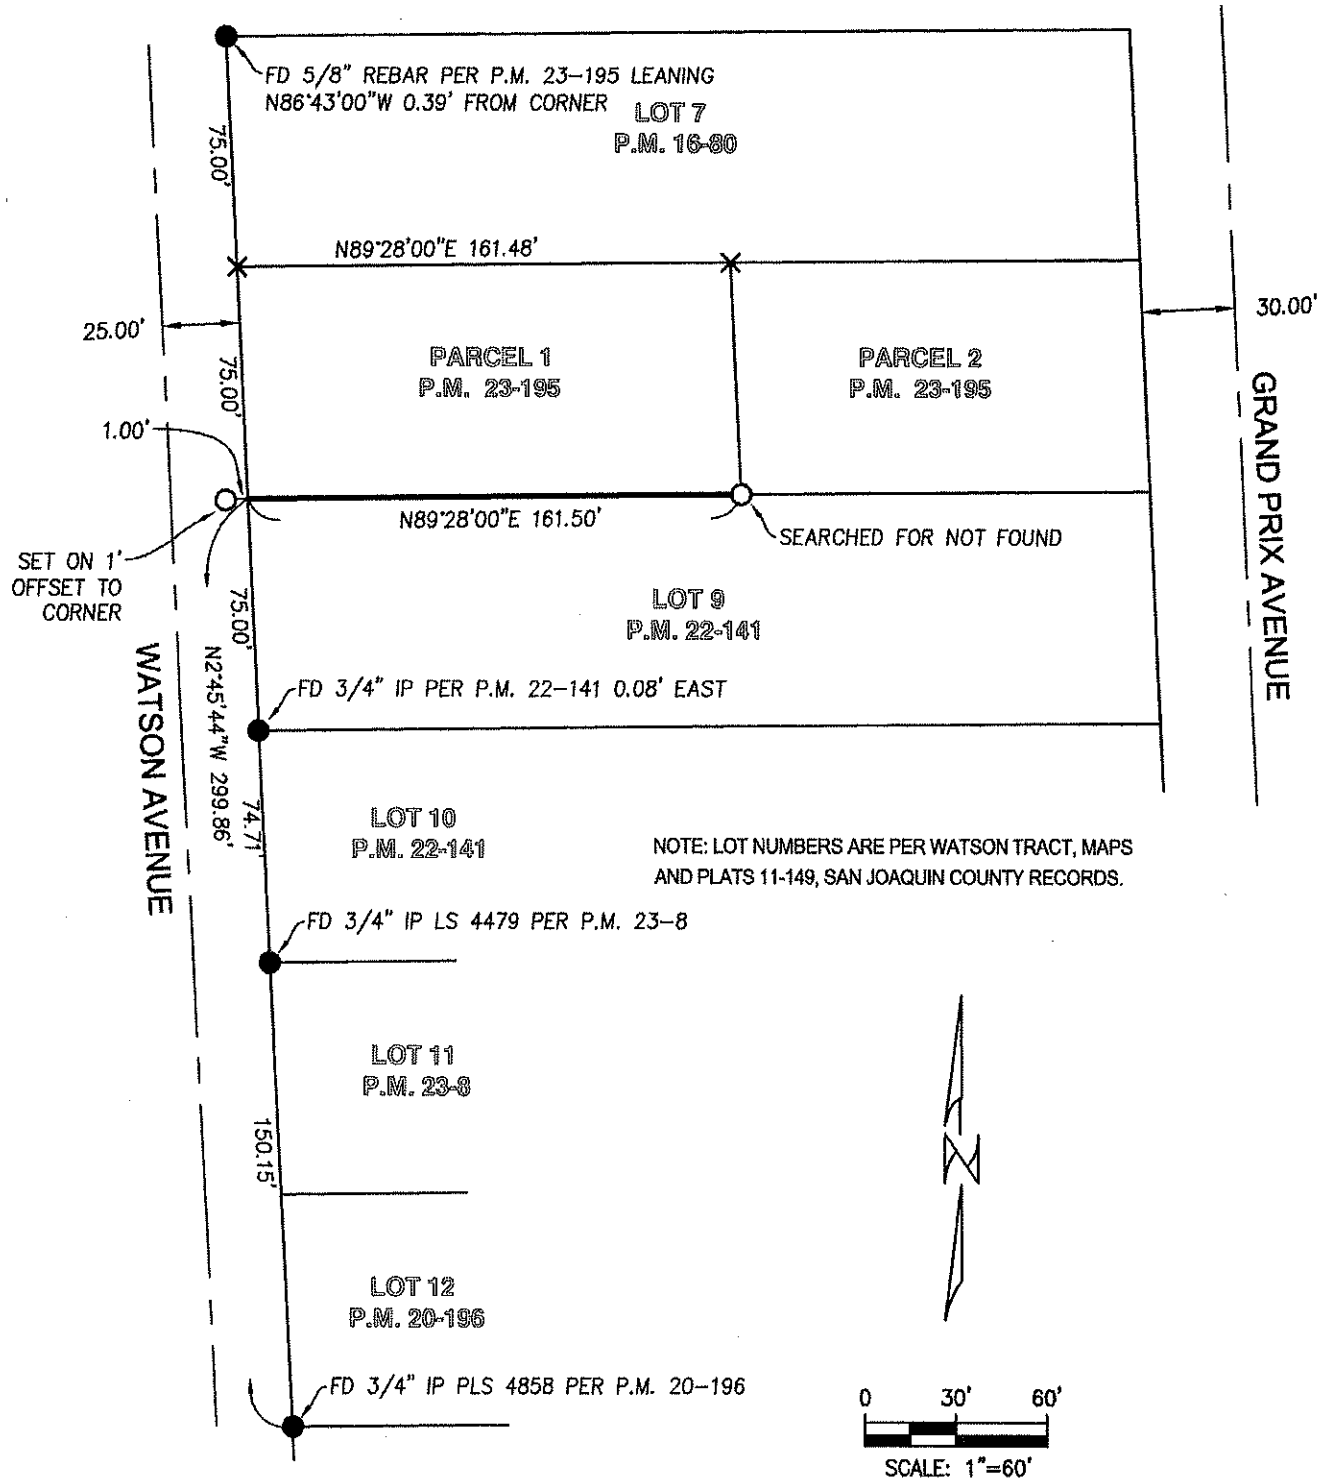 FD 5/8" REBAR PER P.M. 23-195 LEANING
N86°43'00"W 0.39' FROM CORNER
LOT 7
P.M. 16-80
75.00'
N89°28'00"E 161.48'
25.00'
30.00'
PARCEL 1
P.M. 23-195
PARCEL 2
P.M. 23-195
75.00'
1.00'
GRAND PRIX AVENUE
N89°28'00"E 161.50'
SEARCHED FOR NOT FOUND
SET ON 1'
OFFSET TO
CORNER
75.00'
LOT 9
P.M. 22-141
WATSON AVENUE
N2°45'44"W 299.86'
FD 3/4" IP PER P.M. 22-141 0.08' EAST
74.71'
LOT 10
P.M. 22-141
NOTE: LOT NUMBERS ARE PER WATSON TRACT, MAPS
AND PLATS 11-149, SAN JOAQUIN COUNTY RECORDS.
FD 3/4" IP LS 4479 PER P.M. 23-8
LOT 11
P.M. 23-8
150.15'
N
LOT 12
P.M. 20-196
FD 3/4" IP PLS 4858 PER P.M. 20-196
0 30' 60'
SCALE: 1"=60'